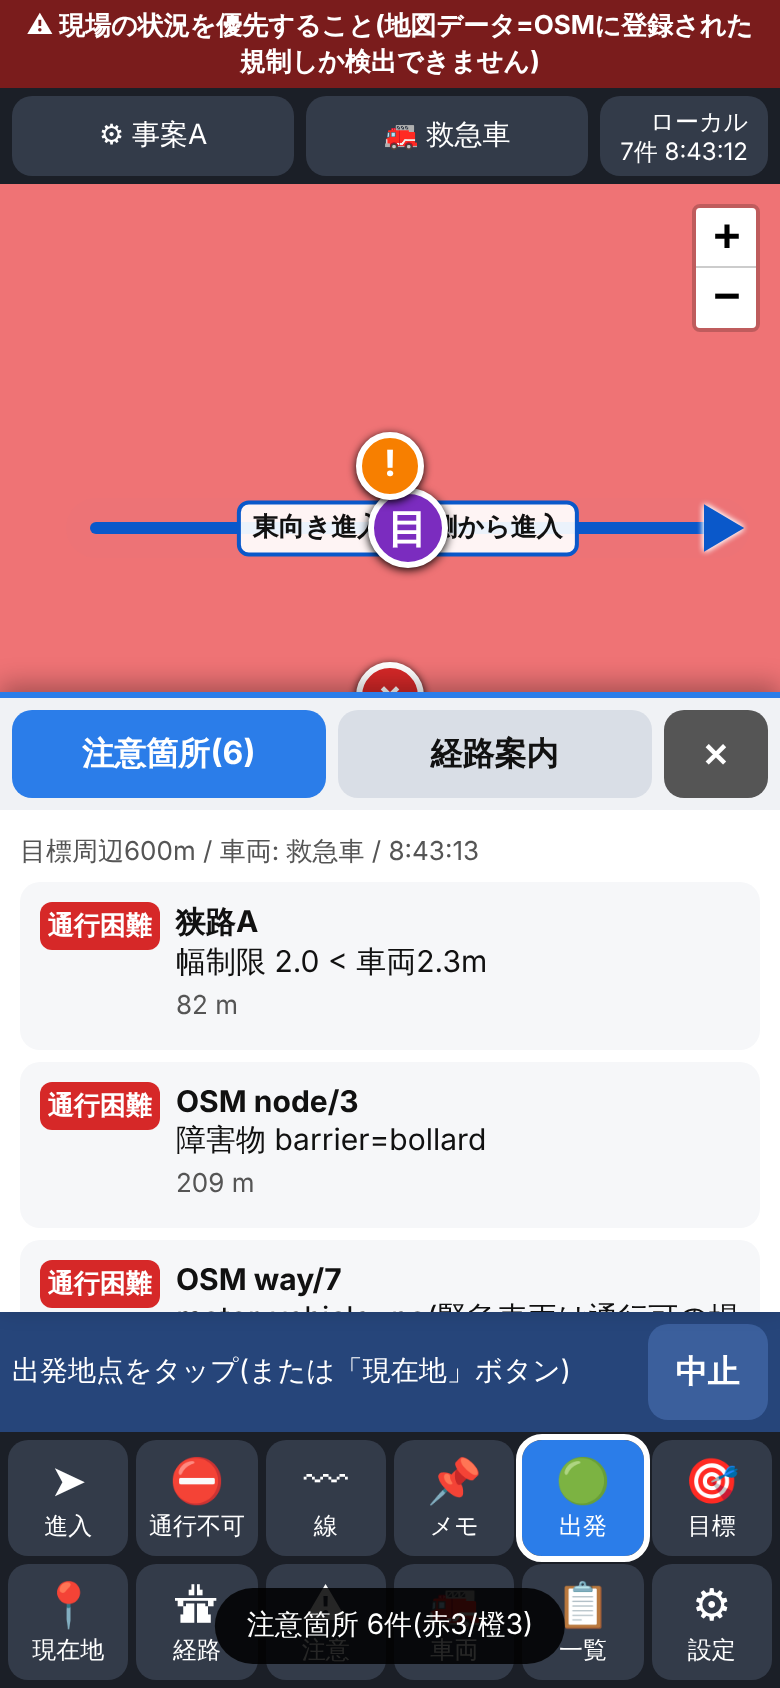 ⚠ 現場の状況を優先すること(地図データ=OSMに登録された
規制しか検出できません)
⚙ 事案A
🚒 救急車
ローカル
7件 8:43:12
+
−
!
東向き進入
目
側から進入
注意箇所(6)
経路案内
×
目標周辺600m / 車両: 救急車 / 8:43:13
通行困難
狭路A
幅制限 2.0 < 車両2.3m
82 m
通行困難
OSM node/3
障害物 barrier=bollard
209 m
通行困難
OSM way/7
出発地点をタップ(または「現在地」ボタン)
中止
進入
通行不可
線
メモ
出発
目標
現在地
経路
注意
車両
一覧
設定
注意箇所 6件(赤3/橙3)